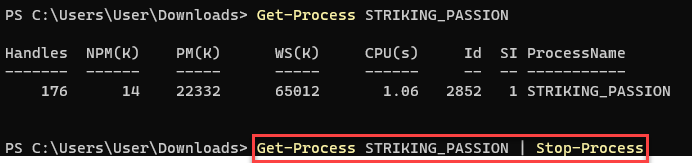 PS C:\Users\User\Downloads> Get-Process STRIKING_PASSION
Handles NPM(K) PM(K) WS(K) CPU(s) Id SI ProcessName
------- ------ ----- ----- ------ -- -- -----------
176 14 22332 65012 1.06 2852 1 STRIKING_PASSION
PS C:\Users\User\Downloads> Get-Process STRIKING_PASSION | Stop-Process